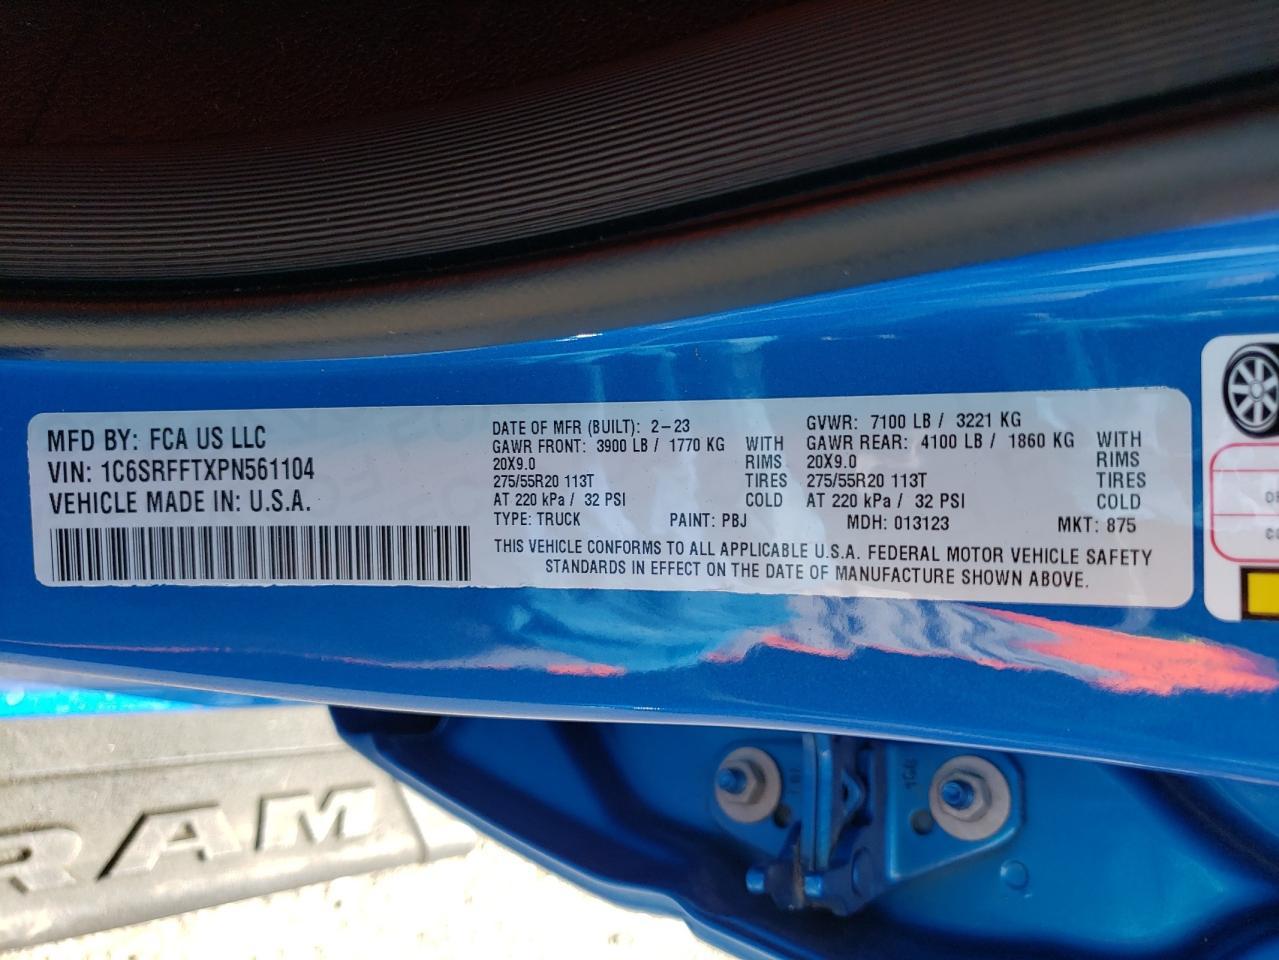 MFD BY: FCA US LLC
VIN: 1C6SRFFTXPN561104
VEHICLE MADE IN: U.S.A.
DATE OF MFR (BUILT): 2-23 GVWR: 7100 LB / 3221 KG
GAWR FRONT: 3900 LB / 1770 KG WITH GAWR REAR: 4100 LB / 1860 KG WITH
20X9.0 RIMS 20X9.0 RIMS
275/55R20 113T TIRES 275/55R20 113T TIRES
AT 220 kPa / 32 PSI COLD AT 220 kPa / 32 PSI COLD
TYPE: TRUCK PAINT: PBJ MDH: 013123 MKT: 875
THIS VEHICLE CONFORMS TO ALL APPLICABLE U.S.A. FEDERAL MOTOR VEHICLE SAFETY
STANDARDS IN EFFECT ON THE DATE OF MANUFACTURE SHOWN ABOVE.
RAM